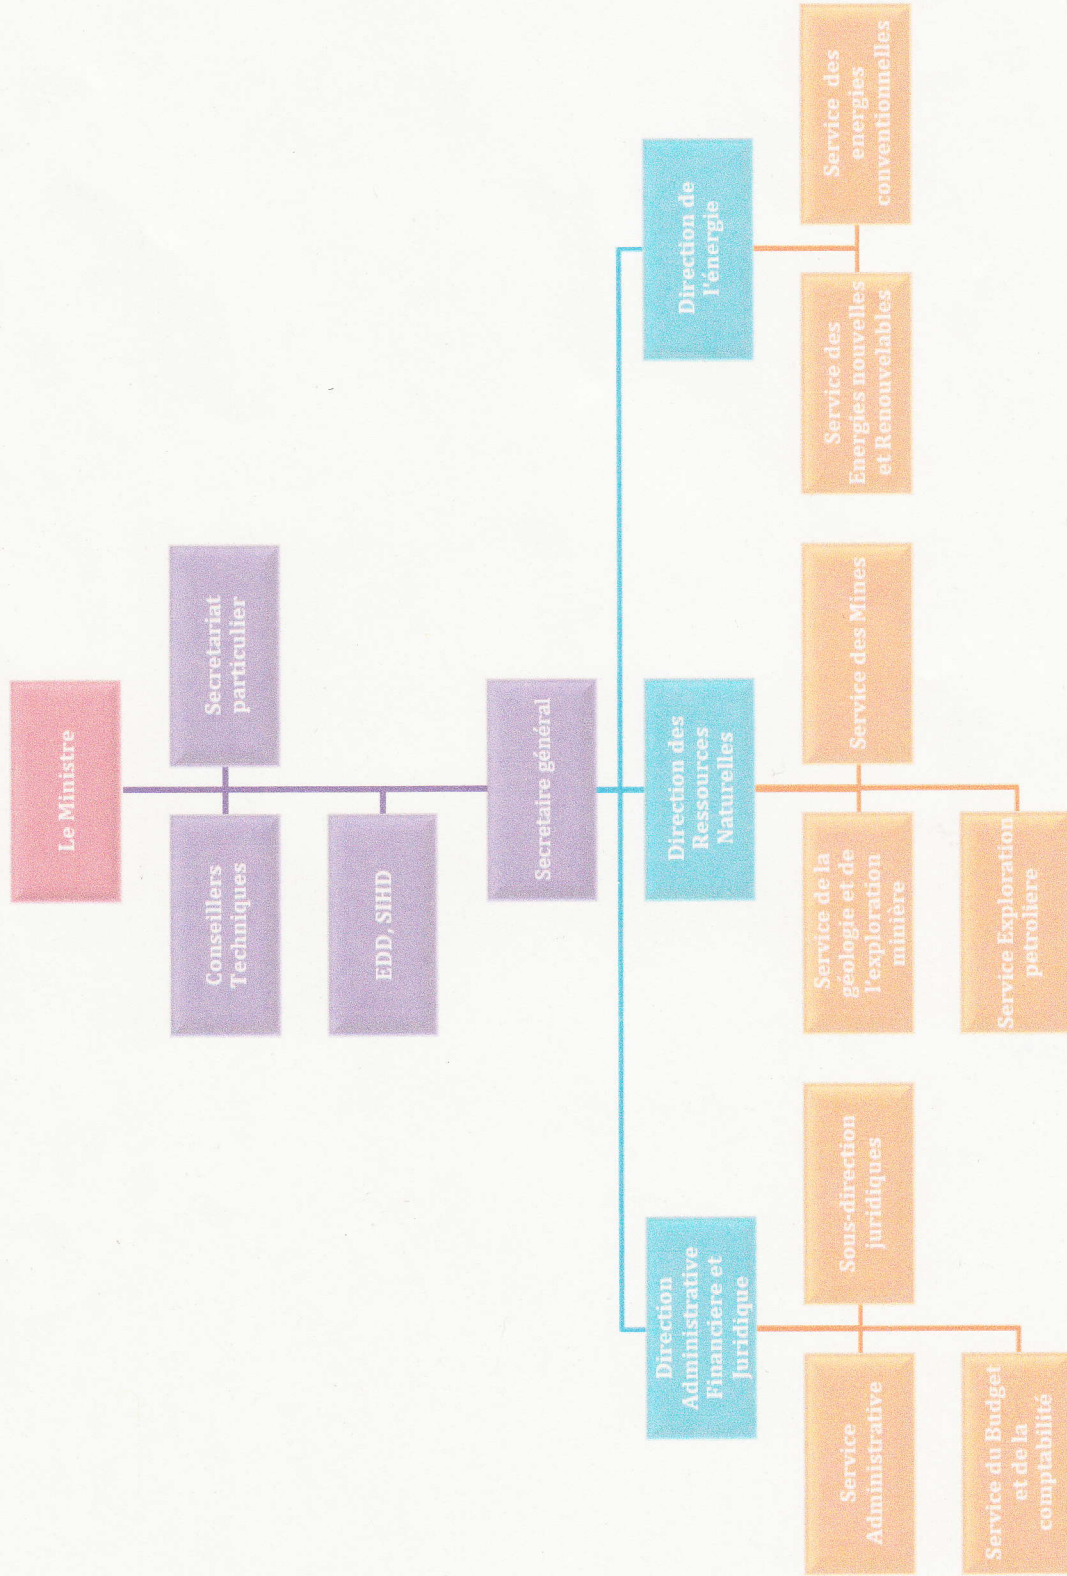 Le Ministre
Conseillers
Techniques
Secretariat
particulier
EDD, SIHD
Secretaire général
Direction
Administrative
Financiere et
Juridique
Direction des
Ressources
Naturelles
Direction de
l'énergie
Service
Administrative
Sous-direction
juridiques
Service du Budget
et de la
comptabilité
Service de la
géologie et de
l'exploration
minière
Service des Mines
Service Exploration
petroliere
Service des
Energies nouvelles
et Renouvelables
Service des
energies
conventionnelles